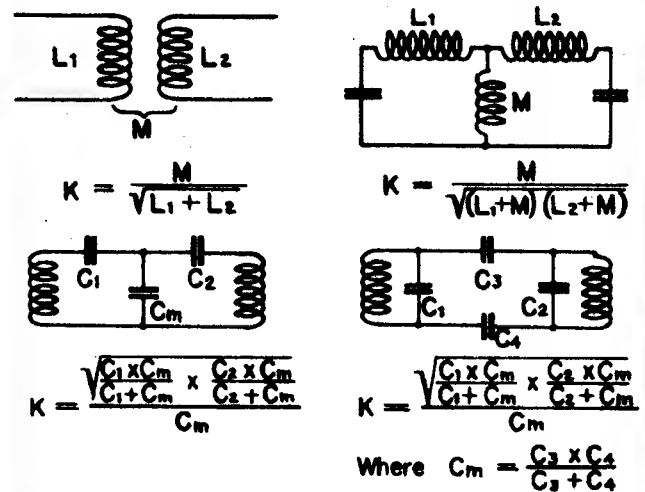 L₁ L₂
M
L₁ L₂
M
K = M / √(L₁ + L₂)
K = M / √((L₁+M) (L₂+M))
C₁ C₂
Cm
C₃
C₁ C₂
C₄
K = √((C₁ x Cm)/(C₁ + Cm) x (C₂ x Cm)/(C₂ + Cm)) / Cm
K = √((C₁ x Cm)/(C₁ + Cm) x (C₂ x Cm)/(C₂ + Cm)) / Cm
Where Cm = (C₃ x C₄)/(C₃ + C₄)